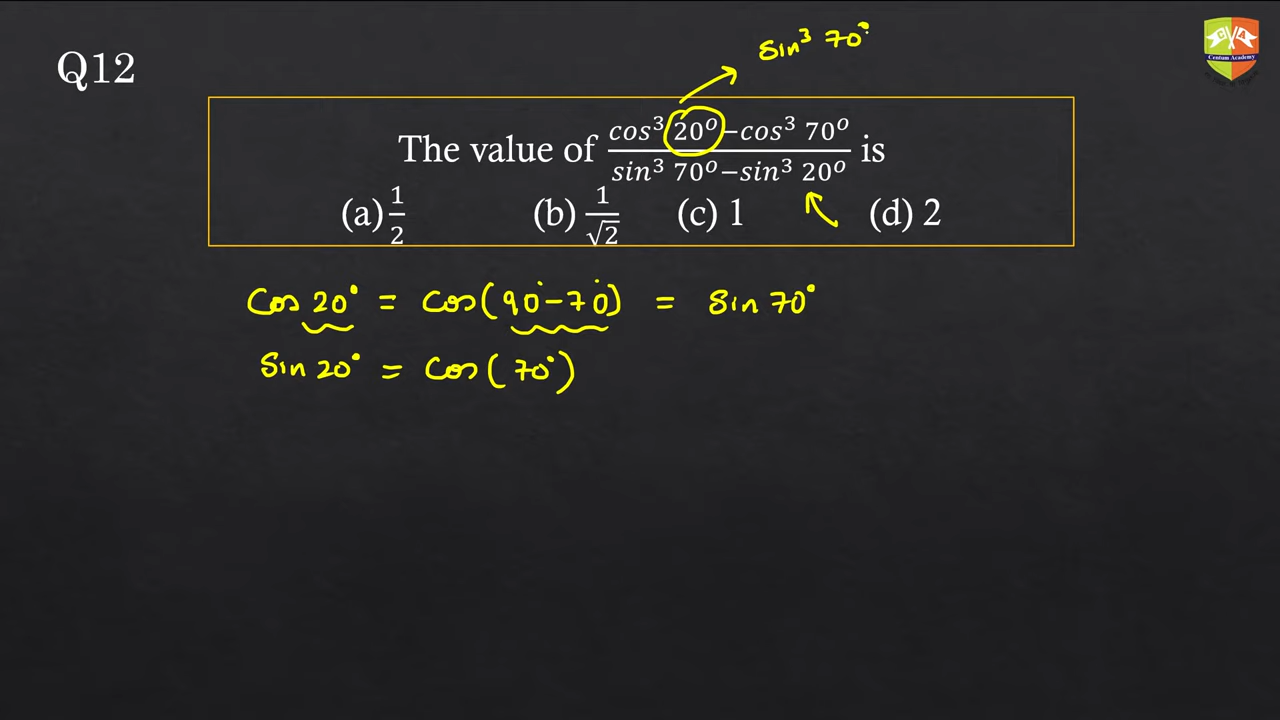 sin³ 70°
Q12
The value of (cos³ 20° − cos³ 70°)/(sin³ 70° − sin³ 20°) is
(a) 1/2 (b) 1/√2 (c) 1 (d) 2
cos 20° = cos(90° − 70°) = sin 70°
sin 20° = cos(70°)
CA
Centum Academy